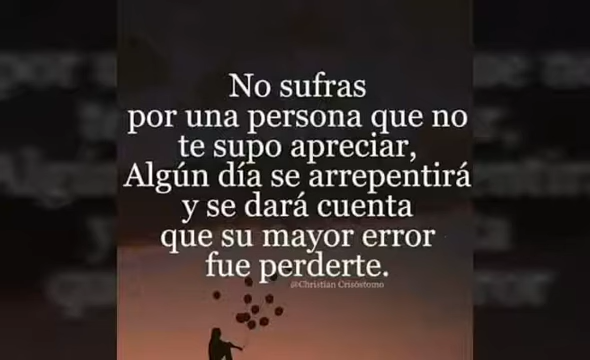 No sufras
por una persona que no
te supo apreciar,
Algún día se arrepentirá
y se dará cuenta
que su mayor error
fue perderte.
@Christian Crisóstomo